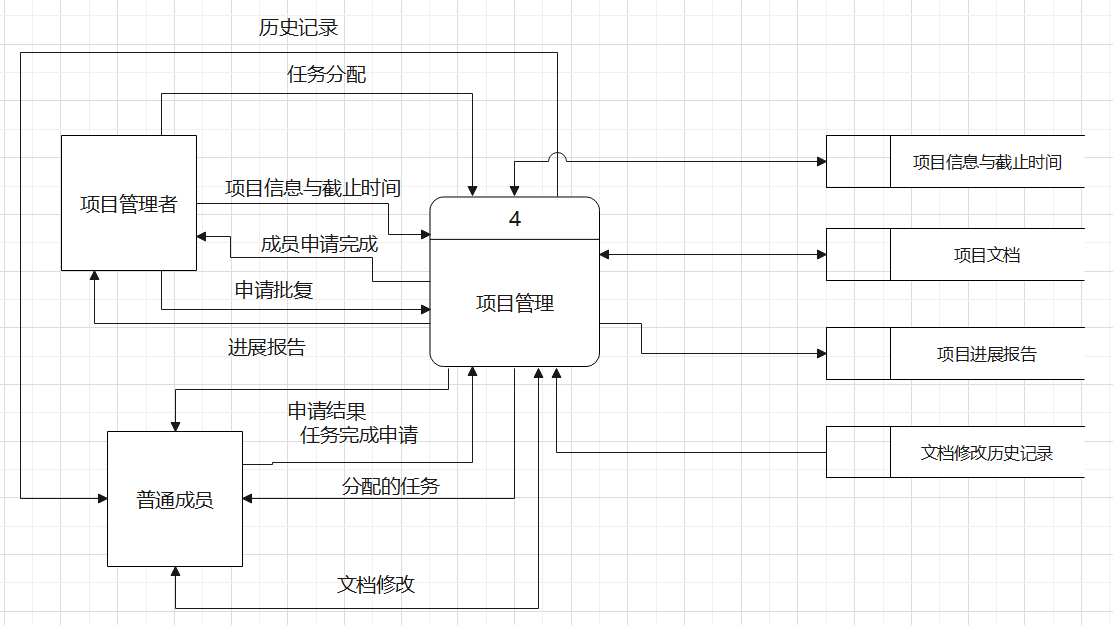 历史记录
任务分配
项目管理者
项目信息与截止时间
成员申请完成
申请批复
进展报告
4
项目管理
项目信息与截止时间
项目文档
项目进展报告
文档修改历史记录
申请结果
任务完成申请
分配的任务
普通成员
文档修改